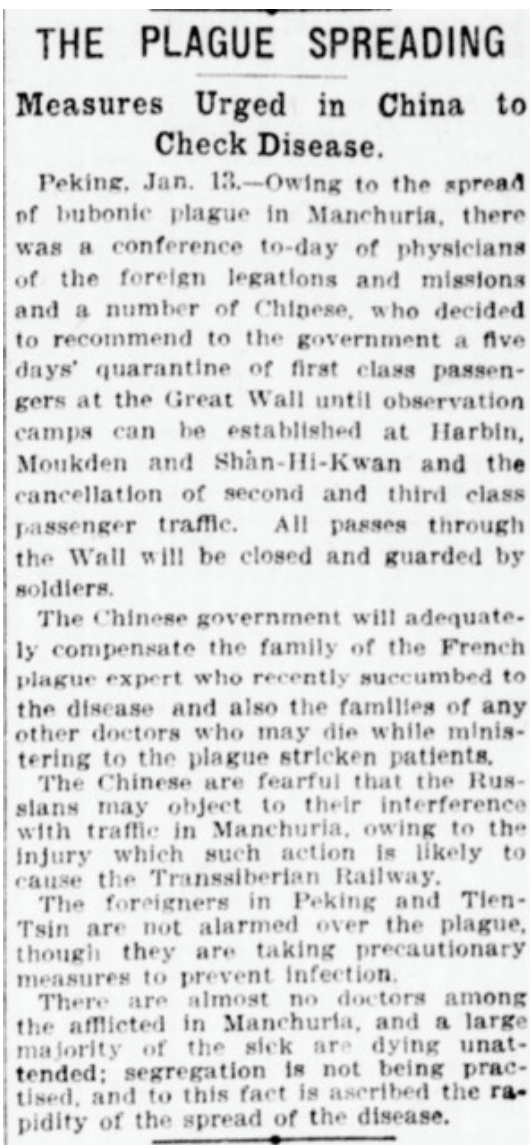 THE PLAGUE SPREADING
Measures Urged in China to
Check Disease.
Peking, Jan. 13.—Owing to the spread
of bubonic plague in Manchuria, there
was a conference to-day of physicians
of the foreign legations and missions
and a number of Chinese, who decided
to recommend to the government a five
days' quarantine of first class passen-
gers at the Great Wall until observation
camps can be established at Harbin,
Moukden and Shan-Hi-Kwan and the
cancellation of second and third class
passenger traffic. All passes through
the Wall will be closed and guarded by
soldiers.
The Chinese government will adequate-
ly compensate the family of the French
plague expert who recently succumbed to
the disease and also the families of any
other doctors who may die while minis-
tering to the plague stricken patients.
The Chinese are fearful that the Rus-
sians may object to their interference
with traffic in Manchuria, owing to the
injury which such action is likely to
cause the Transsiberian Railway.
The foreigners in Peking and Tien-
Tsin are not alarmed over the plague,
though they are taking precautionary
measures to prevent infection.
There are almost no doctors among
the afflicted in Manchuria, and a large
majority of the sick are dying unat-
tended; segregation is not being prac-
tised, and to this fact is ascribed the ra-
pidity of the spread of the disease.